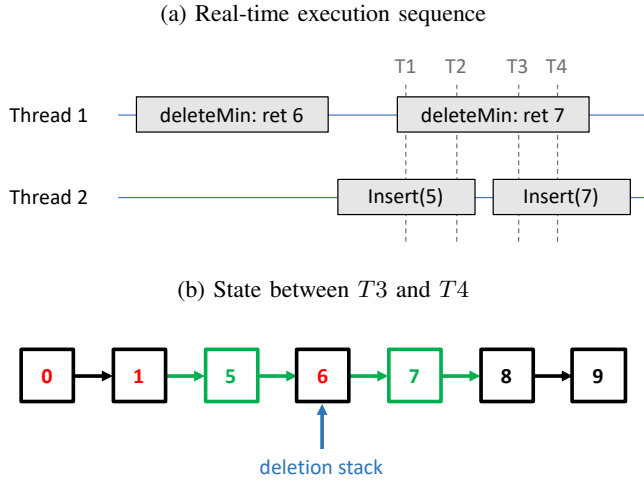 (a) Real-time execution sequence
T1 T2 T3 T4
Thread 1 deleteMin: ret 6 deleteMin: ret 7
Thread 2 Insert(5) Insert(7)
(b) State between T3 and T4
0 1 5 6 7 8 9
deletion stack